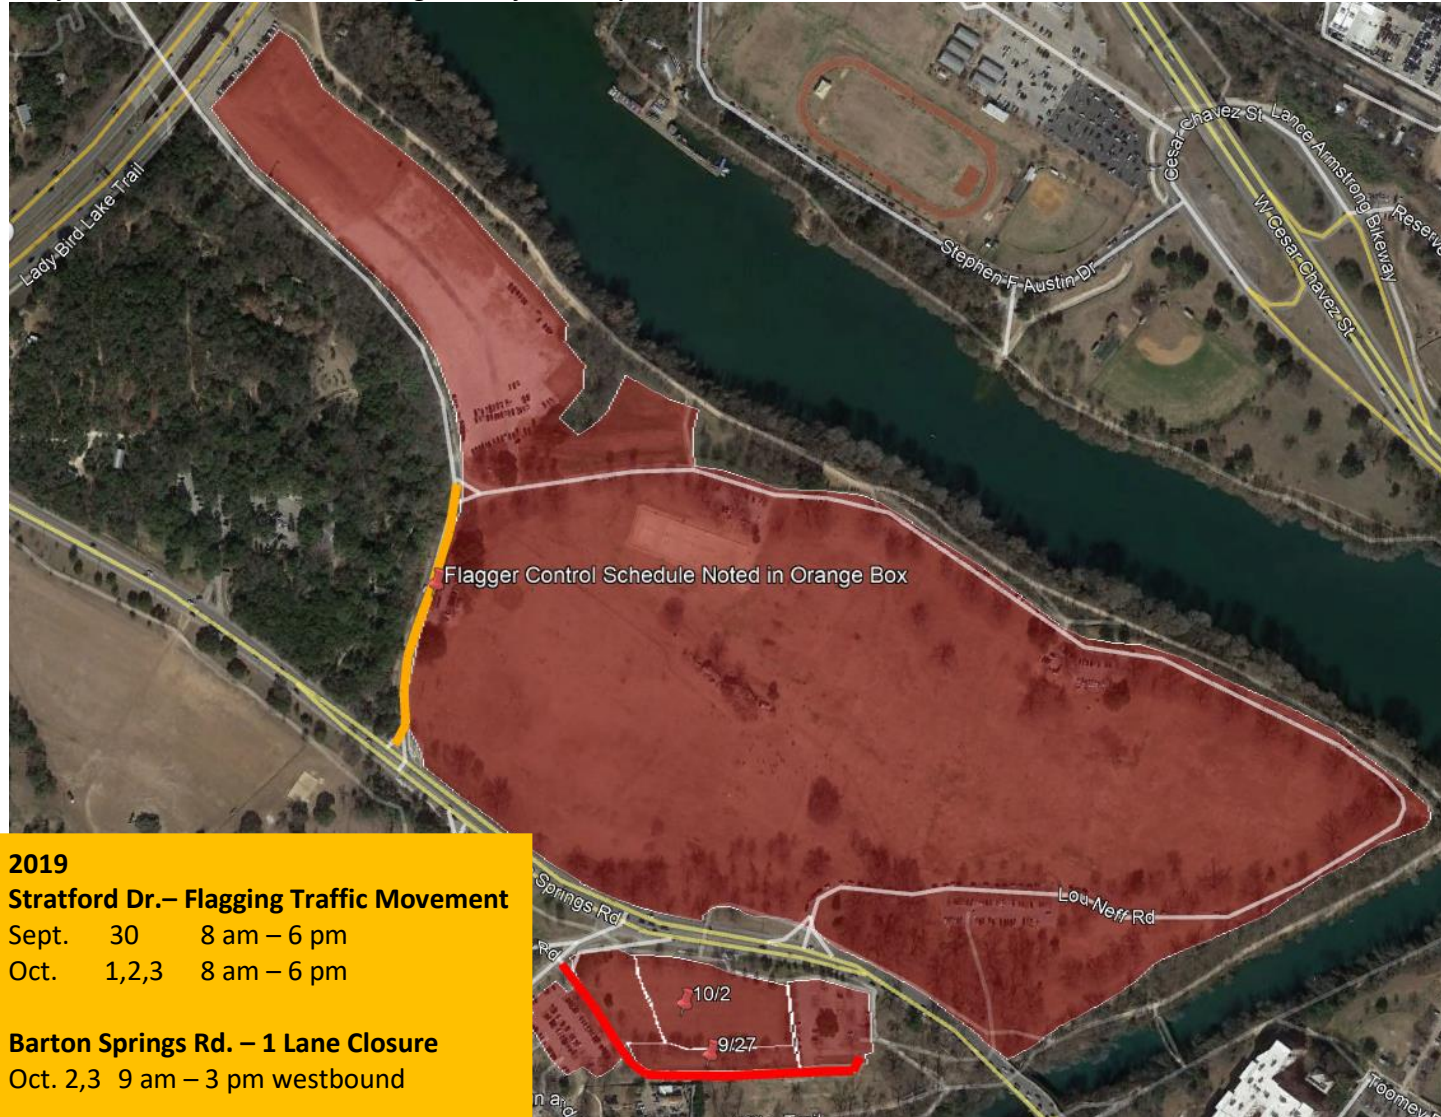 Lady Bird Lake Trail
Cesar Chavez St
Lance Armstrong Bikeway
Reserve
W Cesar Chavez St
Stephen F Austin Dr
Flagger Control Schedule Noted in Orange Box
Springs Rd
Lou Neff Rd
Rd
10/2
9/27
Toomey
2019
Stratford Dr.– Flagging Traffic Movement
Sept. 30 8 am – 6 pm
Oct. 1,2,3 8 am – 6 pm
Barton Springs Rd. – 1 Lane Closure
Oct. 2,3 9 am – 3 pm westbound